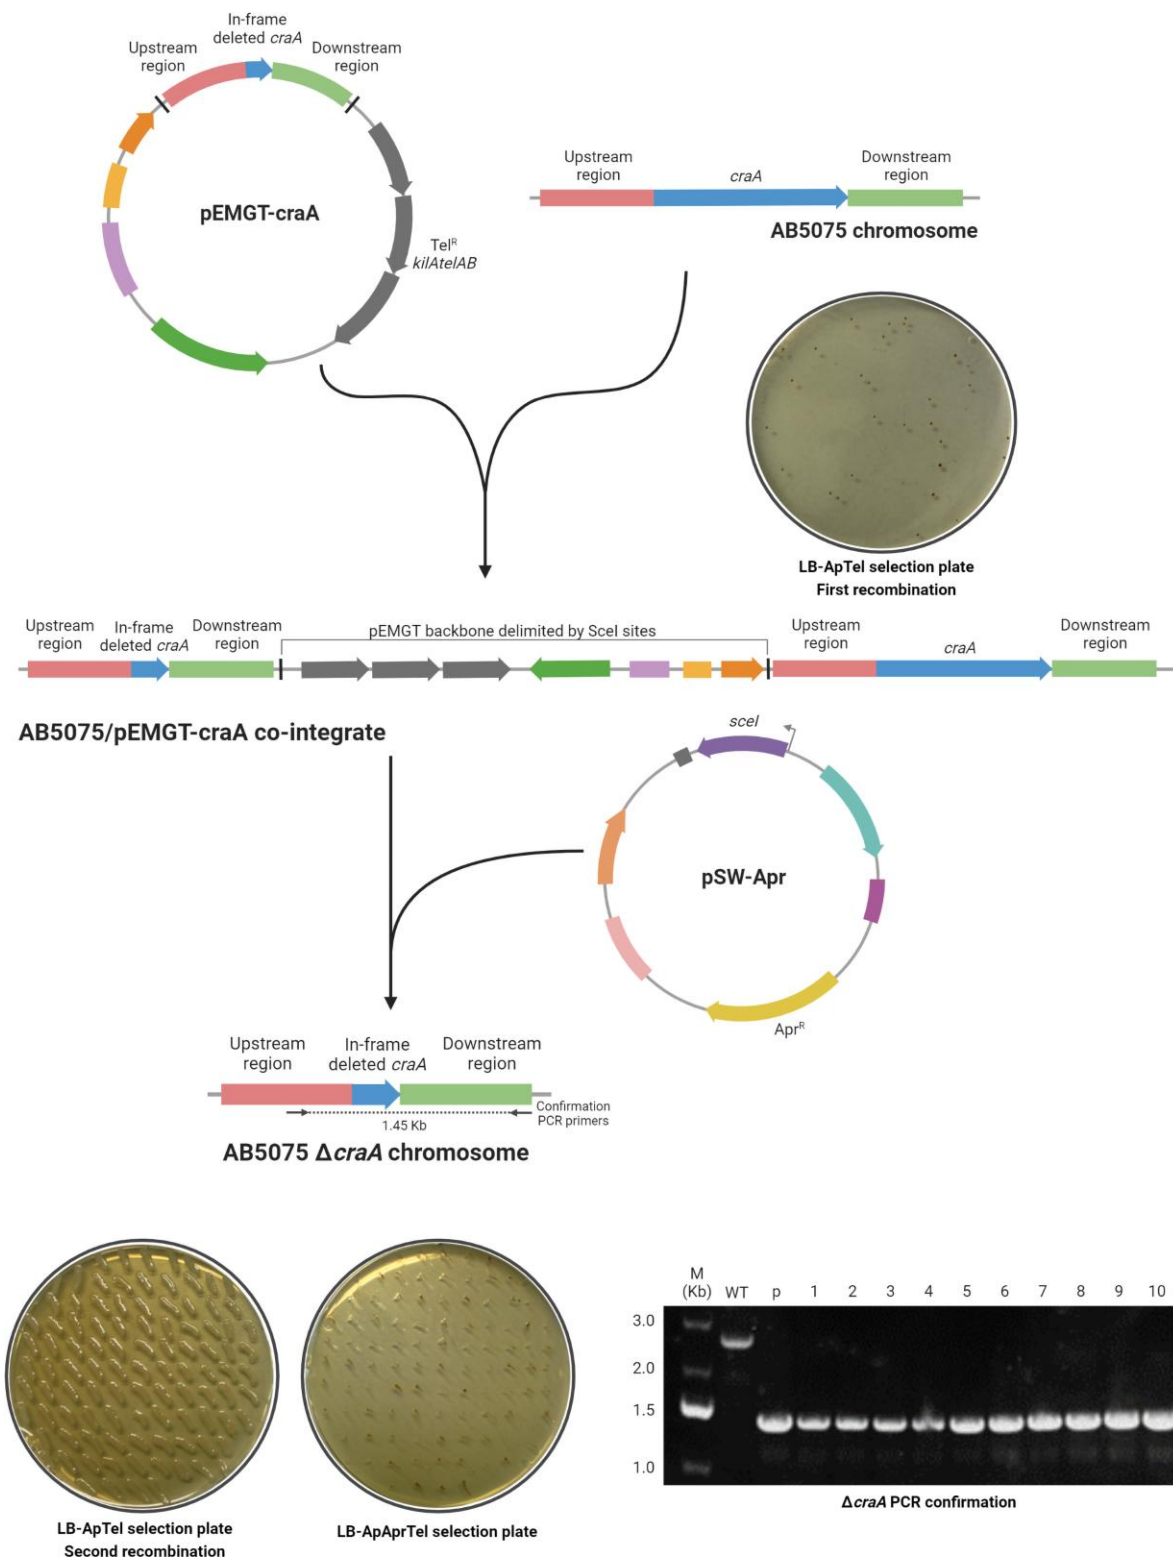 In-frame
deleted craA
Upstream
region
Downstream
region
pEMGT-craA
Tel^R
kilAtelAB
Upstream
region
craA
Downstream
region
AB5075 chromosome
LB-ApTel selection plate
First recombination
Upstream
region
In-frame
deleted craA
Downstream
region
pEMGT backbone delimited by SceI sites
Upstream
region
craA
Downstream
region
AB5075/pEMGT-craA co-integrate
sceI
pSW-Apr
Apr^R
Upstream
region
In-frame
deleted craA
Downstream
region
Confirmation
PCR primers
1.45 Kb
AB5075 ΔcraA chromosome
LB-ApTel selection plate
Second recombination
LB-ApAprTel selection plate
M
(Kb) WT p 1 2 3 4 5 6 7 8 9 10
3.0
2.0
1.5
1.0
ΔcraA PCR confirmation